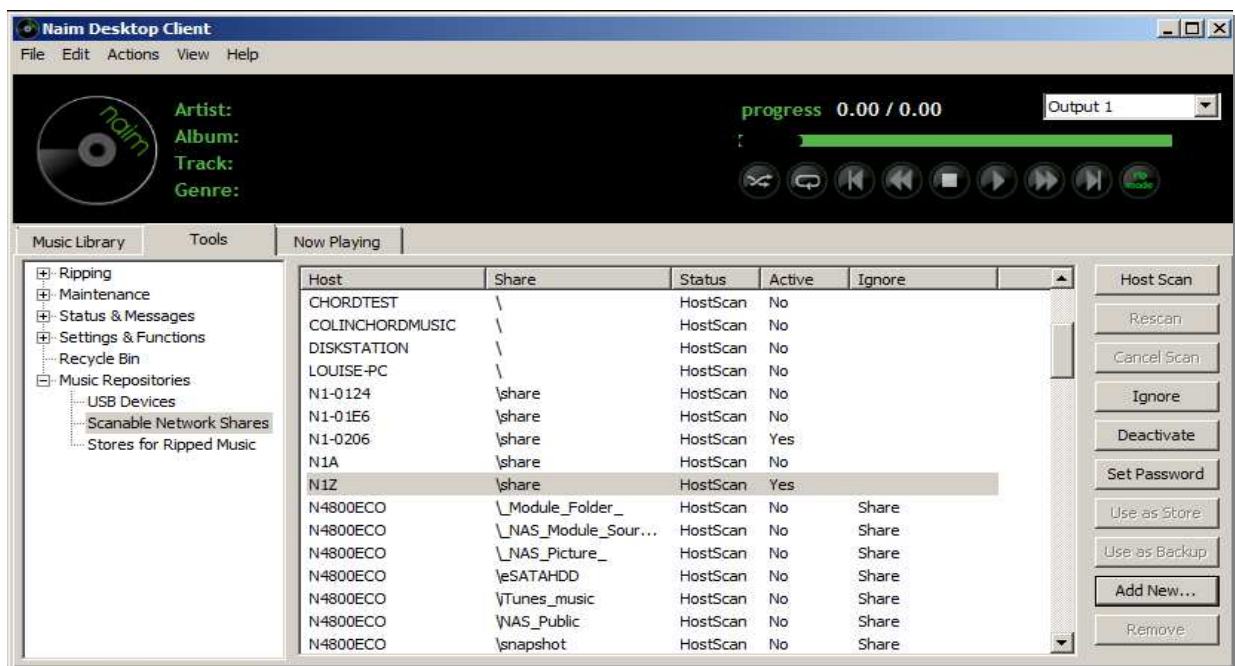 Naim Desktop Client
File Edit Actions View Help
naim
Artist:
Album:
Track:
Genre:
progress 0.00 / 0.00
Output 1
rip mode
Music Library Tools Now Playing
Ripping
Maintenance
Status & Messages
Settings & Functions
Recycle Bin
Music Repositories
USB Devices
Scanable Network Shares
Stores for Ripped Music
Host Share Status Active Ignore
CHORDTEST \ HostScan No
COLINCHORDMUSIC \ HostScan No
DISKSTATION \ HostScan No
LOUISE-PC \ HostScan No
N1-0124 \share HostScan No
N1-01E6 \share HostScan No
N1-0206 \share HostScan Yes
N1A \share HostScan No
N1Z \share HostScan Yes
N4800ECO \_Module_Folder_ HostScan No Share
N4800ECO \_NAS_Module_Sour... HostScan No Share
N4800ECO \_NAS_Picture_ HostScan No Share
N4800ECO \eSATAHDD HostScan No Share
N4800ECO \iTunes_music HostScan No Share
N4800ECO \NAS_Public HostScan No Share
N4800ECO \snapshot HostScan No Share
Host Scan
Rescan
Cancel Scan
Ignore
Deactivate
Set Password
Use as Store
Use as Backup
Add New...
Remove